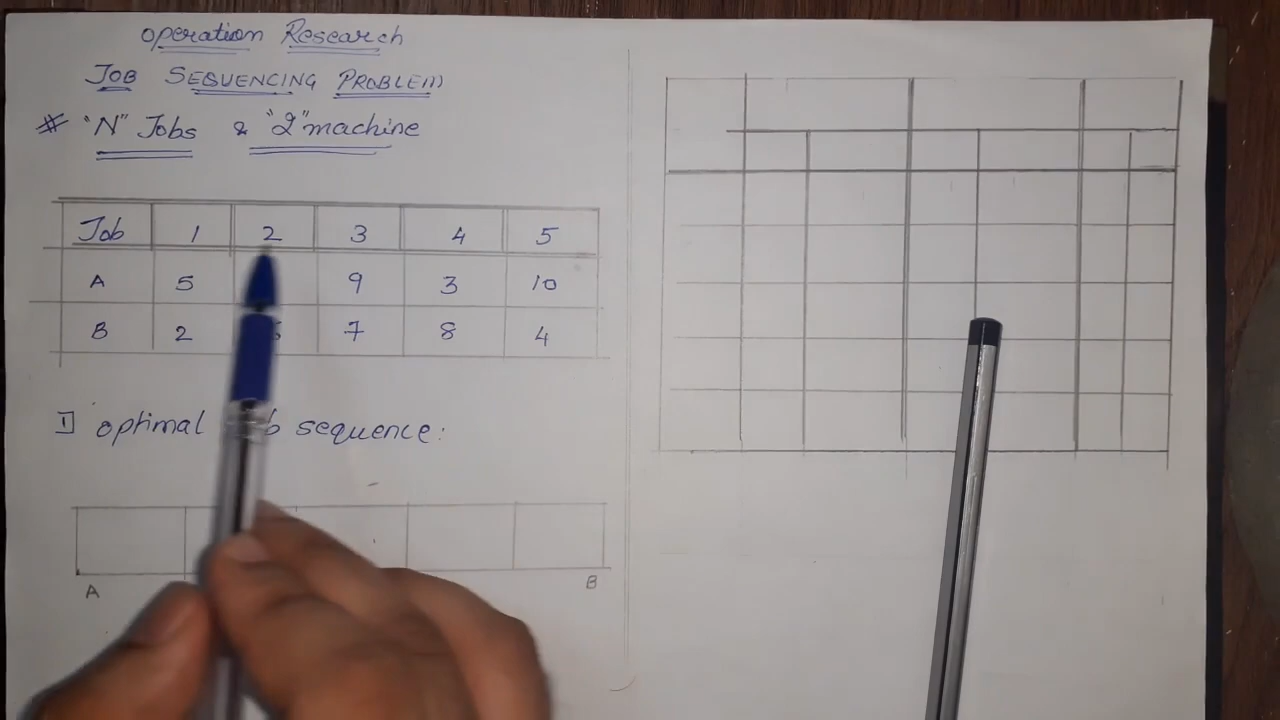 Operation Research
JOB SEQUENCING PROBLEM
# "N" Jobs & "2" machine
Job 1 2 3 4 5
A 5 9 3 10
B 2 7 8 4
I] optimal sequence:
A B